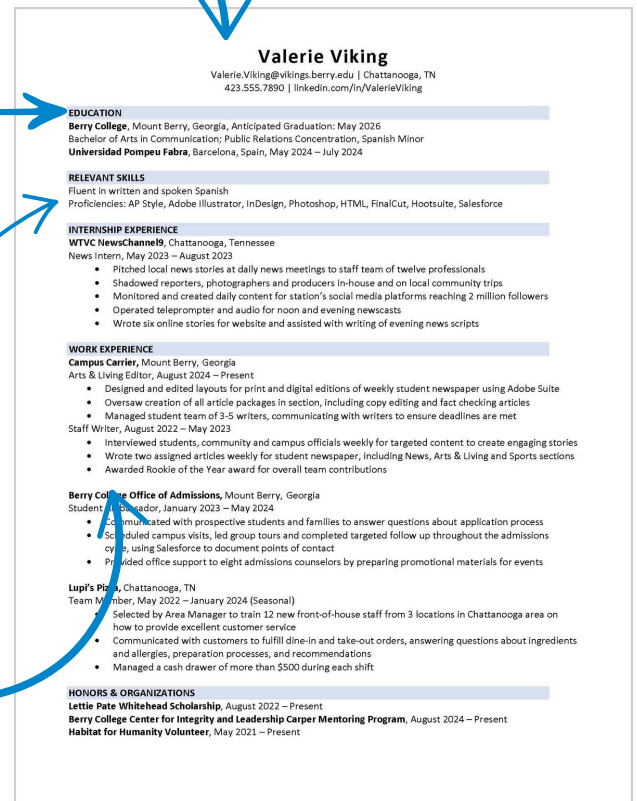 Valerie Viking
Valerie.Viking@vikings.berry.edu | Chattanooga, TN
423.555.7890 | linkedin.com/in/ValerieViking
EDUCATION
Berry College, Mount Berry, Georgia, Anticipated Graduation: May 2026
Bachelor of Arts in Communication; Public Relations Concentration, Spanish Minor
Universidad Pompeu Fabra, Barcelona, Spain, May 2024 – July 2024
RELEVANT SKILLS
Fluent in written and spoken Spanish
Proficiencies: AP Style, Adobe Illustrator, InDesign, Photoshop, HTML, FinalCut, Hootsuite, Salesforce
INTERNSHIP EXPERIENCE
WTVC NewsChannel9, Chattanooga, Tennessee
News Intern, May 2023 – August 2023
• Pitched local news stories at daily news meetings to staff team of twelve professionals
• Shadowed reporters, photographers and producers in-house and on local community trips
• Monitored and created daily content for station's social media platforms reaching 2 million followers
• Operated teleprompter and audio for noon and evening newscasts
• Wrote six online stories for website and assisted with writing of evening news scripts
WORK EXPERIENCE
Campus Carrier, Mount Berry, Georgia
Arts & Living Editor, August 2024 – Present
• Designed and edited layouts for print and digital editions of weekly student newspaper using Adobe Suite
• Oversaw creation of all article packages in section, including copy editing and fact checking articles
• Managed student team of 3-5 writers, communicating with writers to ensure deadlines are met
Staff Writer, August 2022 – May 2023
• Interviewed students, community and campus officials weekly for targeted content to create engaging stories
• Wrote two assigned articles weekly for student newspaper, including News, Arts & Living and Sports sections
• Awarded Rookie of the Year award for overall team contributions
Berry College Office of Admissions, Mount Berry, Georgia
Student Ambassador, January 2023 – May 2024
• Communicated with prospective students and families to answer questions about application process
• Scheduled campus visits, led group tours and completed targeted follow up throughout the admissions
cycle, using Salesforce to document points of contact
• Provided office support to eight admissions counselors by preparing promotional materials for events
Lupi's Pizza, Chattanooga, TN
Team Member, May 2022 – January 2024 (Seasonal)
• Selected by Area Manager to train 12 new front-of-house staff from 3 locations in Chattanooga area on
how to provide excellent customer service
• Communicated with customers to fulfill dine-in and take-out orders, answering questions about ingredients
and allergies, preparation processes, and recommendations
• Managed a cash drawer of more than $500 during each shift
HONORS & ORGANIZATIONS
Lettie Pate Whitehead Scholarship, August 2022 – Present
Berry College Center for Integrity and Leadership Carper Mentoring Program, August 2024 – Present
Habitat for Humanity Volunteer, May 2021 – Present